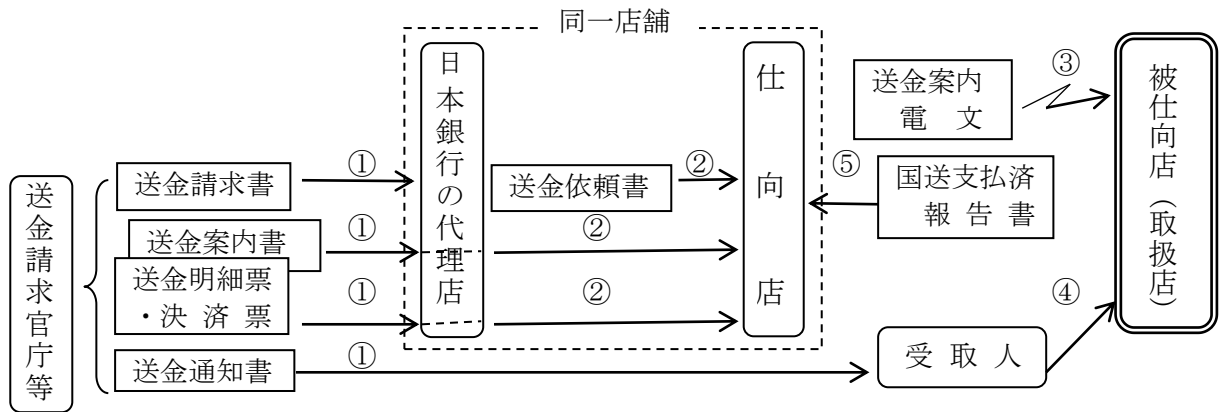 同一店舗
送金請求官庁等
送金請求書
①
送金案内書
①
送金明細票
・決済票
①
送金通知書
①
日本銀行の代理店
送金依頼書
②
②
②
仕向店
送金案内
電文
③
⑤
国送支払済
報告書
④
受取人
被仕向店（取扱店）